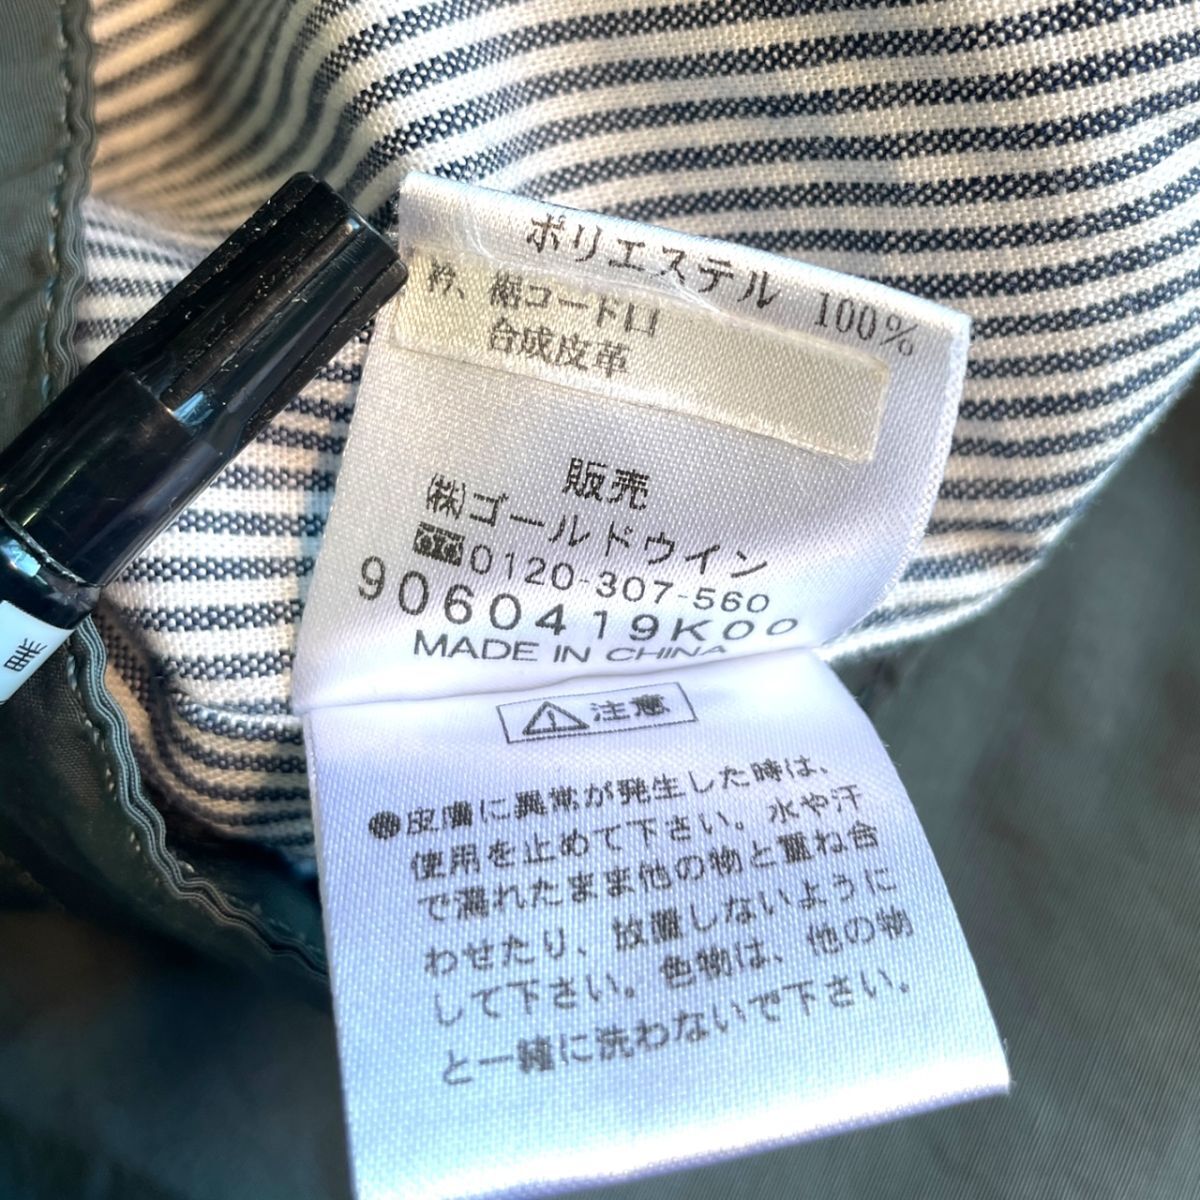 ポリエステル 100%
衿、裾コード口
合成皮革
販売
㈱ゴールドウイン
0120-307-560
9060419K00
MADE IN CHINA
注意
●皮膚に異常が発生した時は、
使用を止めて下さい。水や汗
で濡れたまま他の物と重ね合
わせたり、放置しないように
して下さい。色物は、他の物
と一緒に洗わないで下さい。